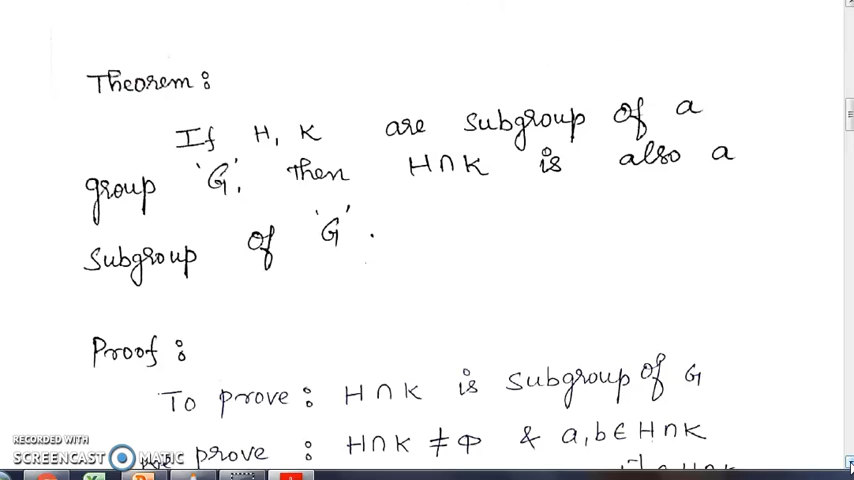 Theorem:
If H, K are subgroup of a
group 'G', then H∩K is also a
subgroup of 'G'.
Proof:
To prove: H∩K is subgroup of G
prove: H∩K ≠ Φ & a,b ∈ H∩K
RECORDED WITH
SCREENCAST MATIC